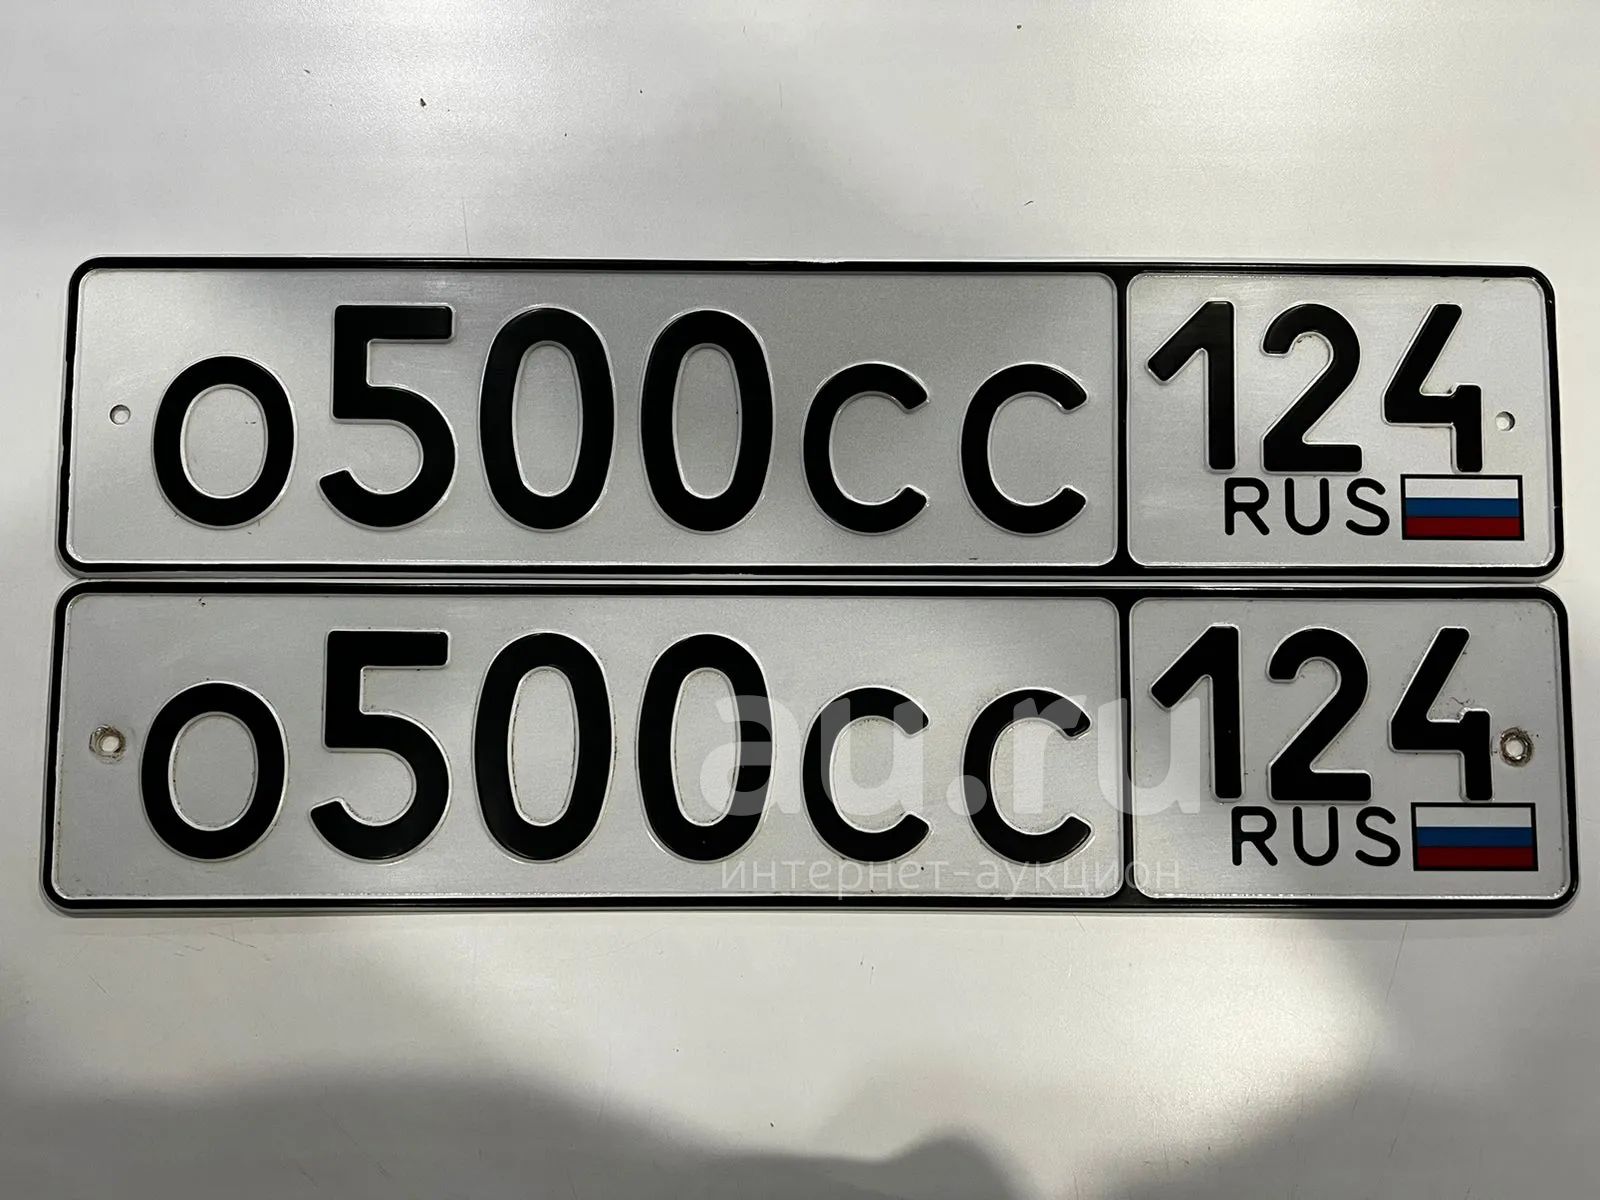 О500СС 124
RUS
О500СС 124
RUS
au.ru
интернет-аукцион